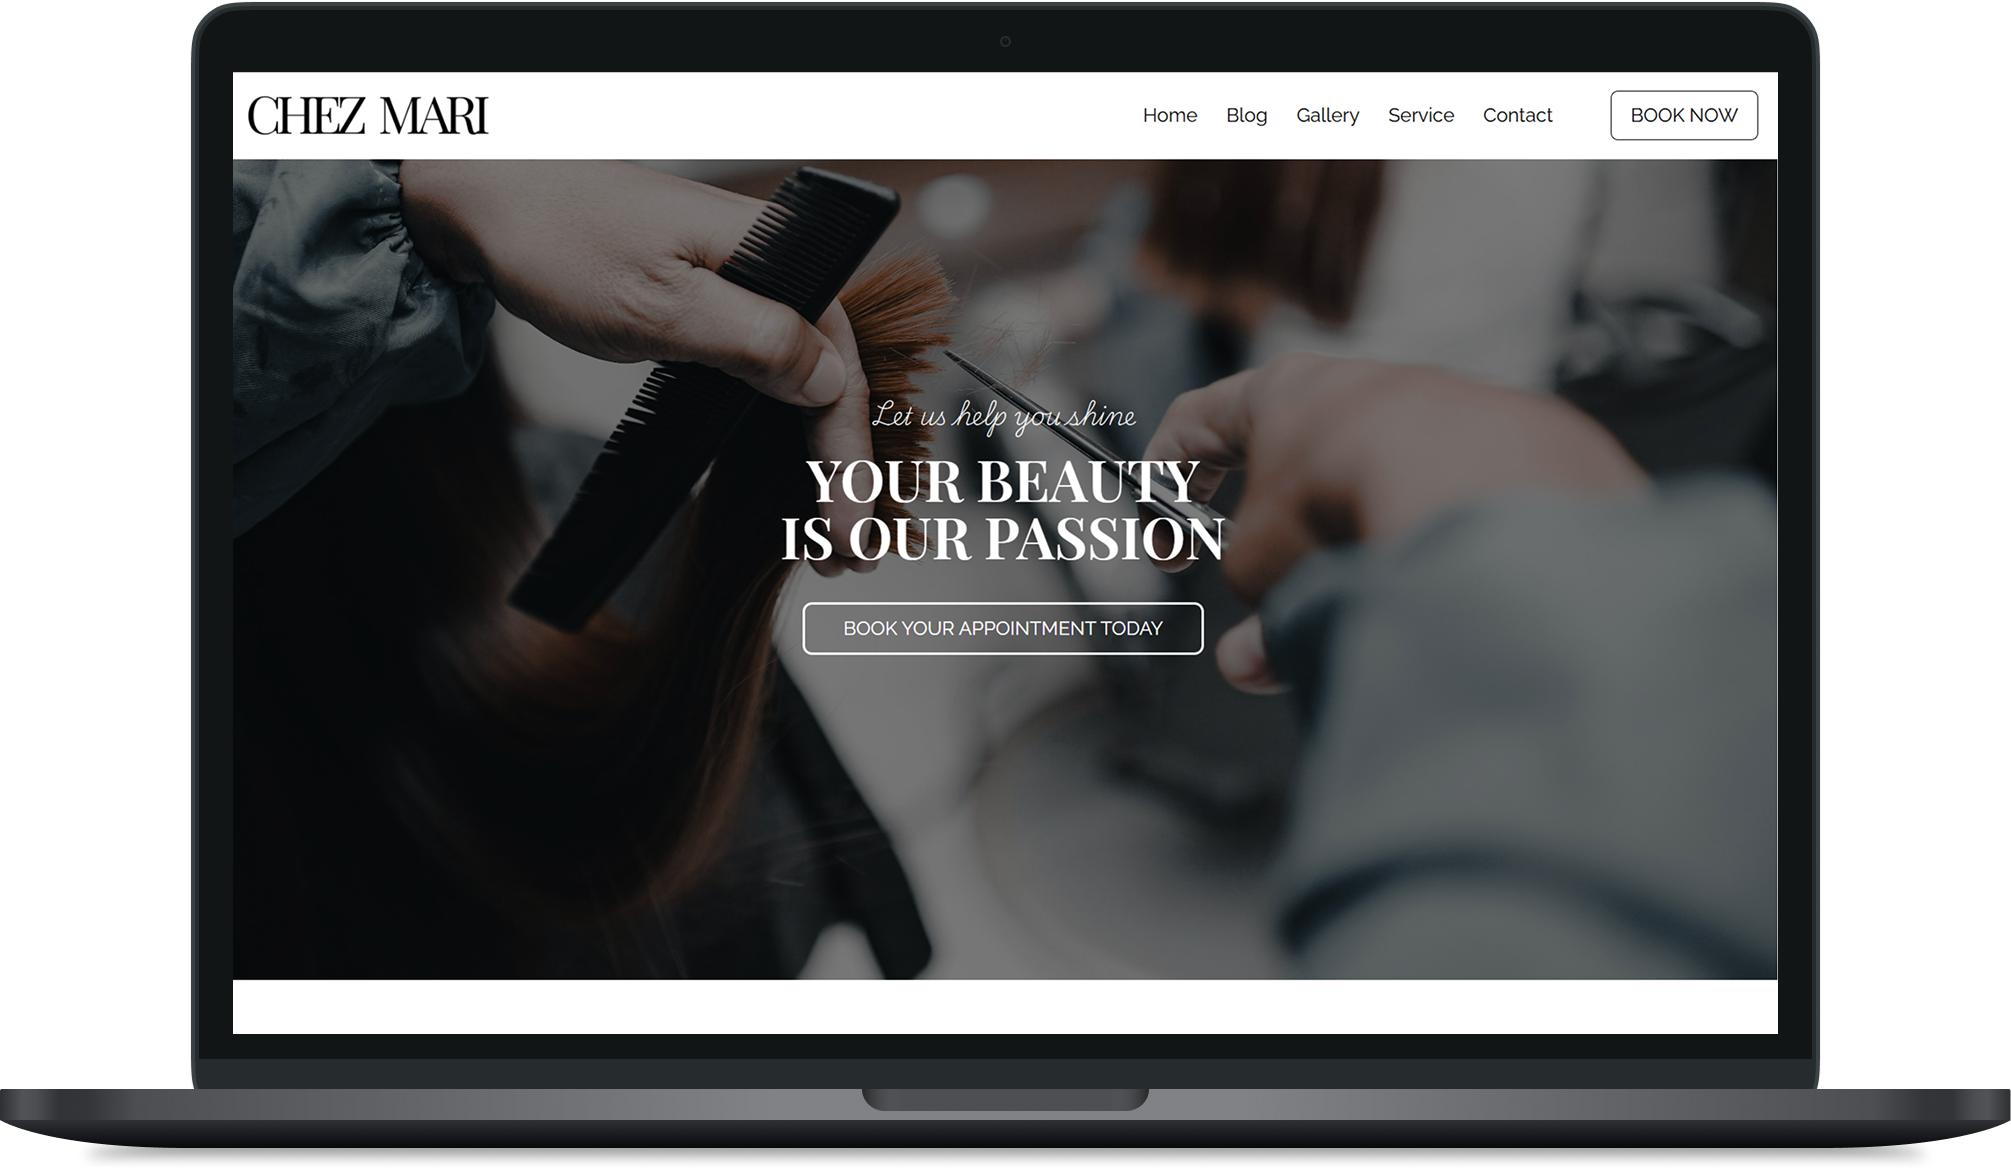 CHEZ MARI
Home Blog Gallery Service Contact BOOK NOW
Let us help you shine
YOUR BEAUTY
IS OUR PASSION
BOOK YOUR APPOINTMENT TODAY